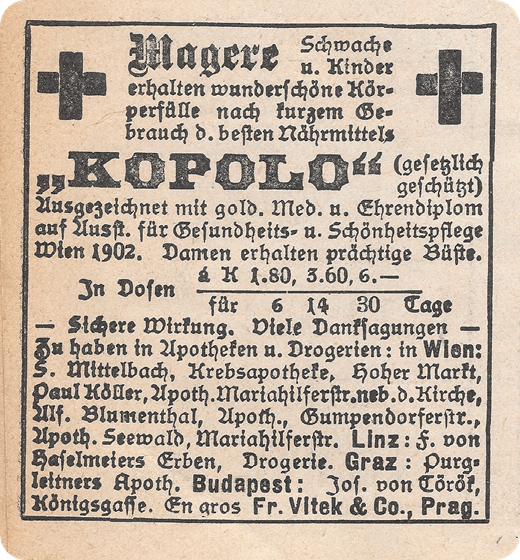 Magere Schwache
u. Kinder
erhalten wunderschöne Kör-
perfülle nach kurzem Ge-
brauch d. besten Nährmittels
„KOPOLO“ (gesetzlich
geschützt)
Ausgezeichnet mit gold. Med. u. Ehrendiplom
auf Ausst. für Gesundheits- u. Schönheitspflege
Wien 1902. Damen erhalten prächtige Büste.
In Dosen á K 1.80, 3.60, 6.—
für 6 14 30 Tage
— Sichere Wirkung. Viele Danksagungen —
Zu haben in Apotheken u. Drogerien: in Wien:
S. Mittelbach, Krebsapotheke, Hoher Markt,
Paul Köller, Apoth. Mariahilferstr. neb. d. Kirche,
Alf. Blumenthal, Apoth., Gumpendorferstr.,
Apoth. Seewald, Mariahilferstr. Linz: F. von
Haselmeiers Erben, Drogerie. Graz: Purg-
leitners Apoth. Budapest: Jos. von Török,
Königsgasse. En gros Fr. Vitek & Co., Prag.